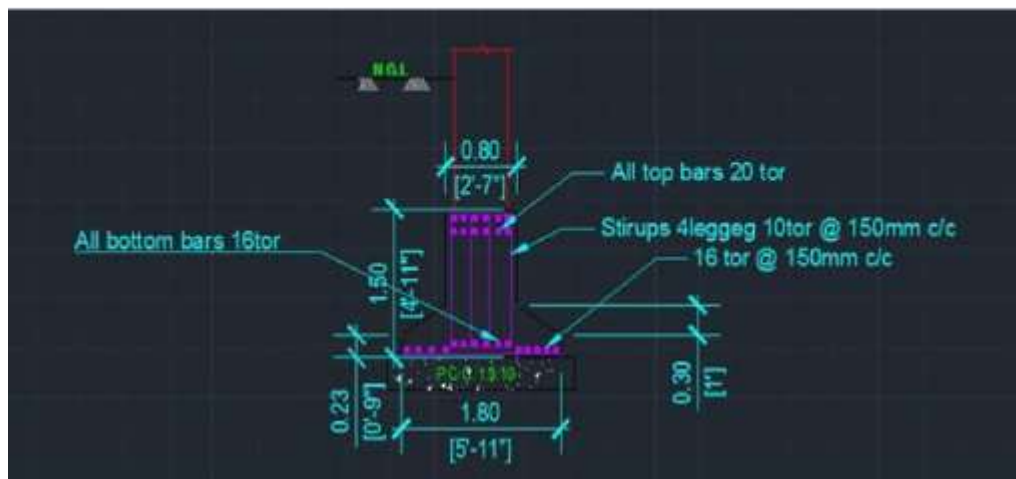 NGL
0.80
[2'-7"]
All top bars 20 tor
Stirups 4leggeg 10tor @ 150mm c/c
16 tor @ 150mm c/c
All bottom bars 16tor
1.50
[4'-11"]
0.30
[1"]
0.23
[0'-9"]
1.80
[5'-11"]